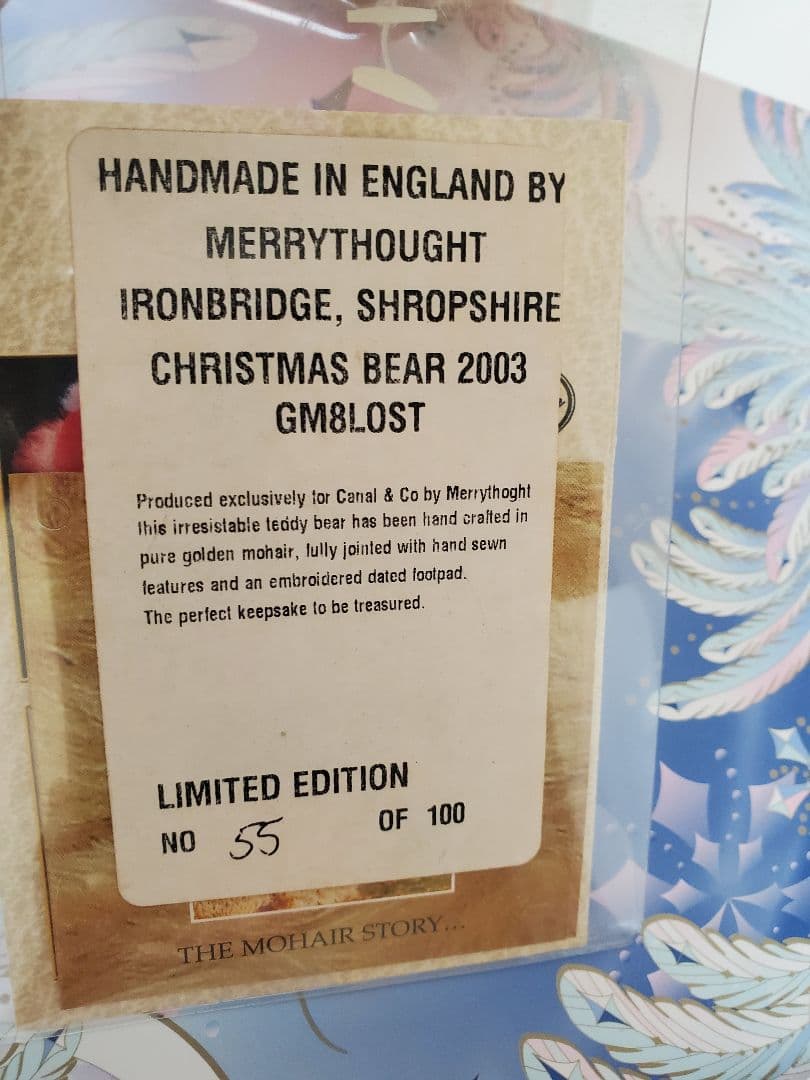 HANDMADE IN ENGLAND BY
MERRYTHOUGHT
IRONBRIDGE, SHROPSHIRE
CHRISTMAS BEAR 2003
GM8LOST
Produced exclusively for Canal & Co by Merrythoght
this irresistable teddy bear has been hand crafted in
pure golden mohair, fully jointed with hand sewn
features and an embroidered dated footpad.
The perfect keepsake to be treasured.
LIMITED EDITION
NO 55 OF 100
THE MOHAIR STORY...